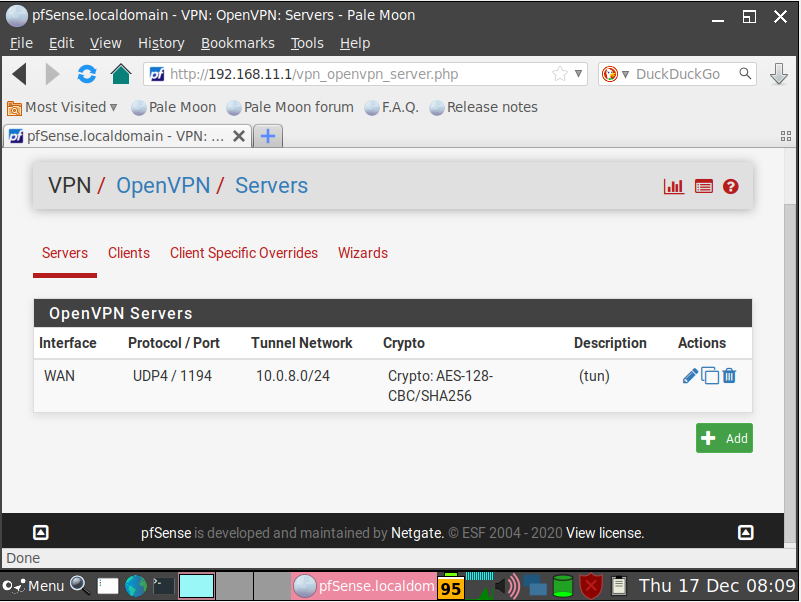 pfSense.localdomain - VPN: OpenVPN: Servers - Pale Moon
File Edit View History Bookmarks Tools Help
pf http://192.168.11.1/vpn_openvpn_server.php DuckDuckGo
Most Visited Pale Moon Pale Moon forum F.A.Q. Release notes
pf pfSense.localdomain - VPN: ...
VPN / OpenVPN / Servers
Servers Clients Client Specific Overrides Wizards
OpenVPN Servers
Interface Protocol / Port Tunnel Network Crypto Description Actions
WAN UDP4 / 1194 10.0.8.0/24 Crypto: AES-128- (tun)
CBC/SHA256
Add
pfSense is developed and maintained by Netgate. © ESF 2004 - 2020 View license.
Done
Menu pfSense.localdom 95 Thu 17 Dec 08:09